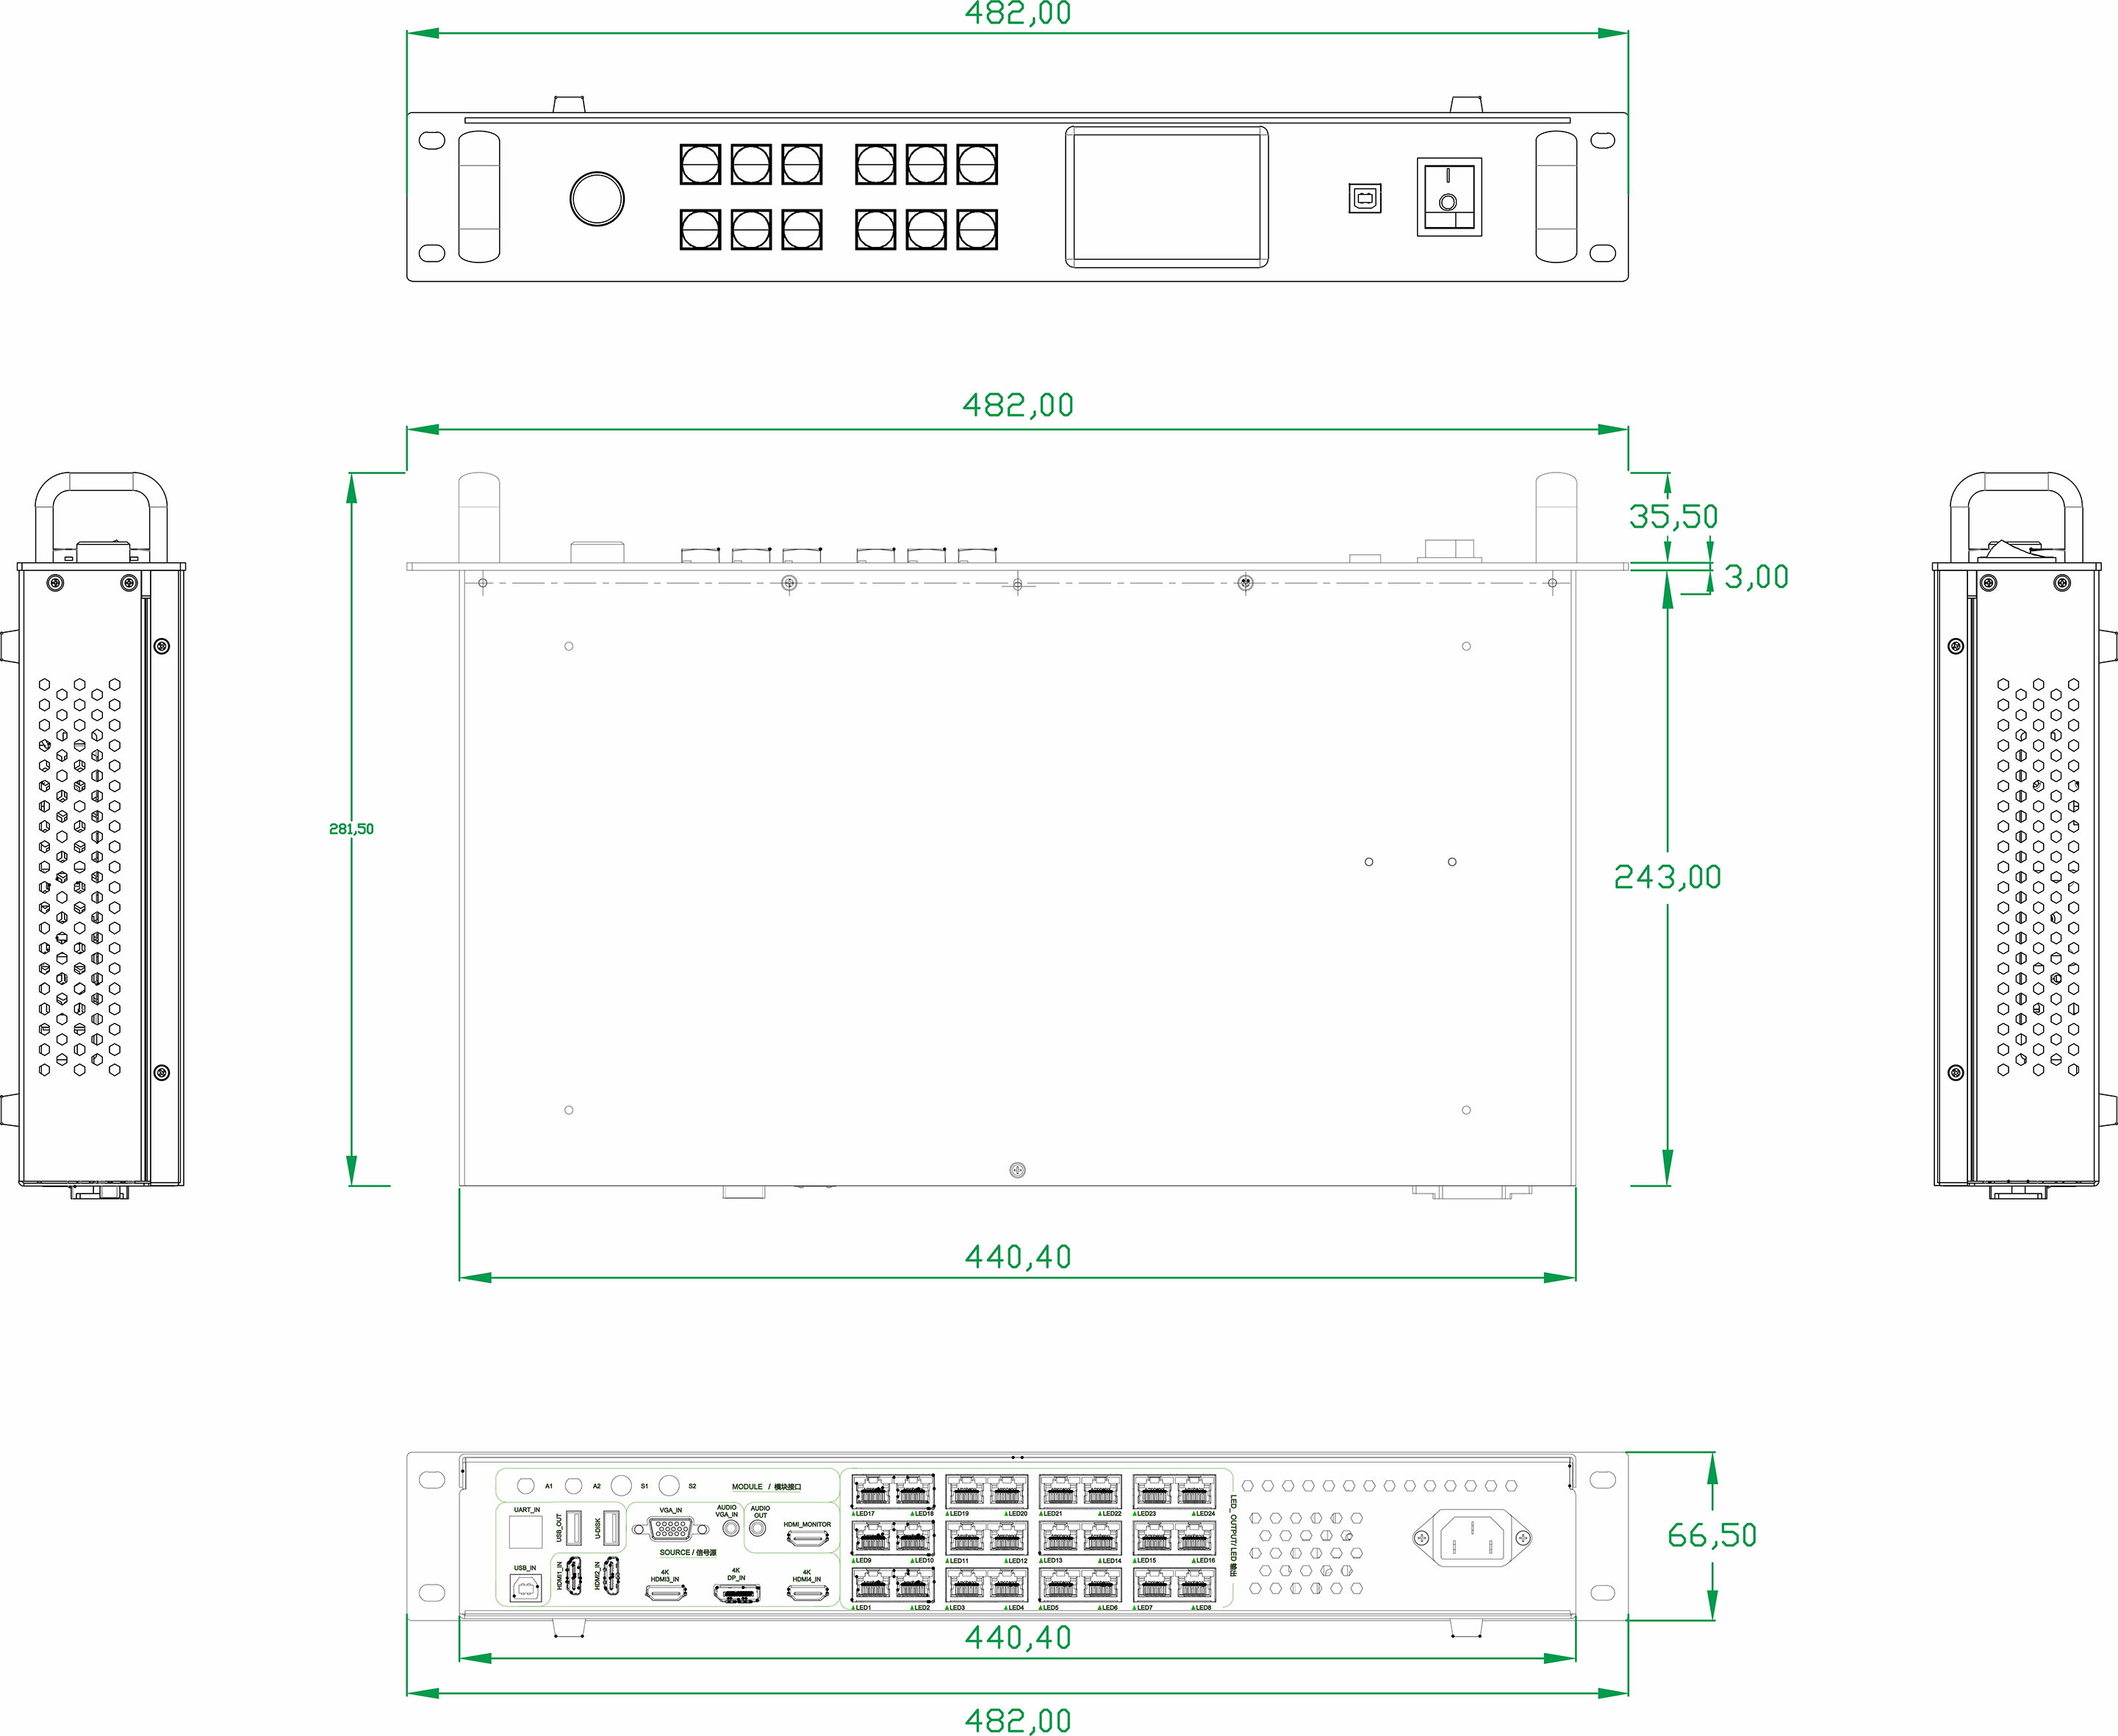 482,00
482,00
35,50
3,00
281,50
243,00
440,40
A1
A2
S1
S2
MODULE / 模块接口
UART_IN
USB_OUT
U-DISK
VGA_IN
AUDIO
VGA_IN
AUDIO
OUT
HDMI_MONITOR
SOURCE / 信号源
USB_IN
HDMI1_IN
HDMI2_IN
4K
HDMI3_IN
4K
DP_IN
4K
HDMI4_IN
LED17 LED18 LED19 LED20 LED21 LED22 LED23 LED24
LED9 LED10 LED11 LED12 LED13 LED14 LED15 LED16
LED1 LED2 LED3 LED4 LED5 LED6 LED7 LED8
LED_OUTPUT/ LED 输出
66,50
440,40
482,00